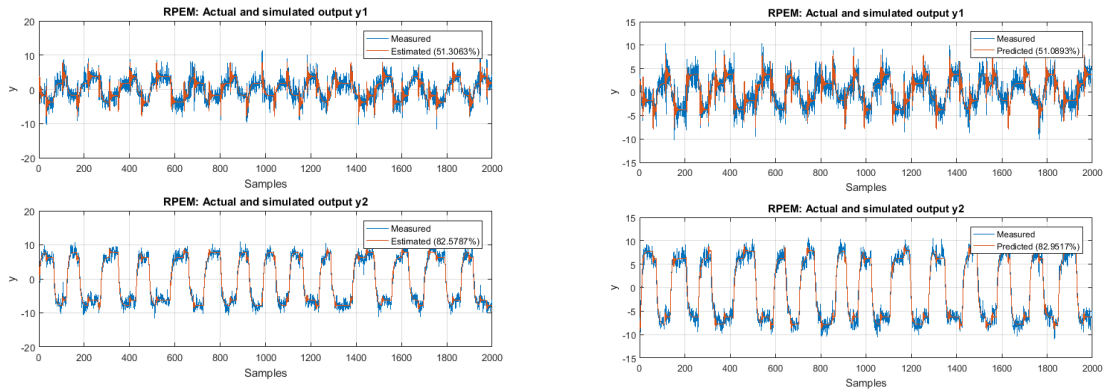 RPEM: Actual and simulated output y1
20
10
0
-10
-20
y
Measured
Estimated (51.3063%)
0 200 400 600 800 1000 1200 1400 1600 1800 2000
Samples
RPEM: Actual and simulated output y2
20
10
0
-10
-20
y
Measured
Estimated (82.5787%)
0 200 400 600 800 1000 1200 1400 1600 1800 2000
Samples
RPEM: Actual and simulated output y1
15
10
5
0
-5
-10
-15
y
Measured
Predicted (51.0893%)
0 200 400 600 800 1000 1200 1400 1600 1800 2000
Samples
RPEM: Actual and simulated output y2
15
10
5
0
-5
-10
-15
y
Measured
Predicted (82.9517%)
0 200 400 600 800 1000 1200 1400 1600 1800 2000
Samples